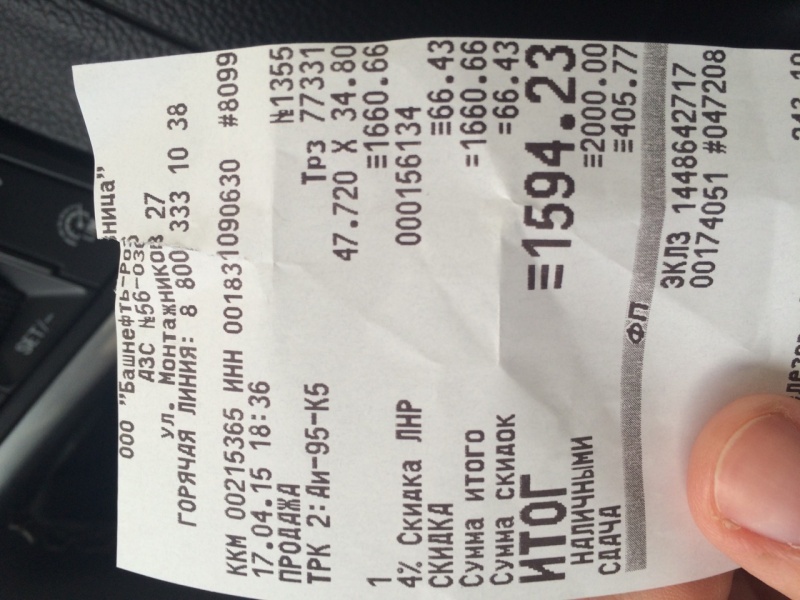 ООО "Башнефть-Роз
АЗС №56-Озе
ул. Монтажников 27
ГОРЯЧАЯ ЛИНИЯ: 8 800 333 10 38
ККМ 00215365 ИНН 001831090630 #8099
17.04.15 18:36
ПРОДАЖА №1355
ТРК 2:Аи-95-К5 Трз 77331
47.720 X 34.80
1 ≡1660.66
4% Скидка ЛНР 000156134
СКИДКА ≡66.43
Сумма итого =1660.66
Сумма скидок =66.43
ИТОГ ≡1594.23
НАЛИЧНЫМИ ≡2000.00
СДАЧА ≡405.77
ФП
ЭКЛЗ 1448642717
00174051 #047208